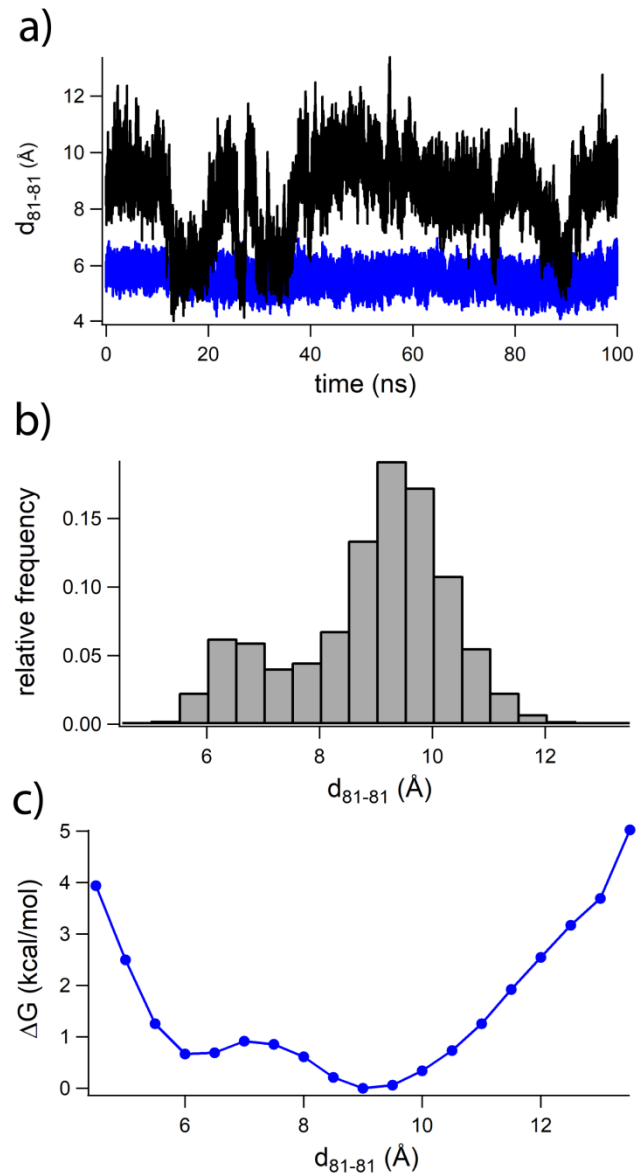 a)
d81-81 (Å)
12
10
8
6
4
0 20 40 60 80 100
time (ns)
b)
relative frequency
0.15
0.10
0.05
0.00
6 8 10 12
d81-81 (Å)
c)
ΔG (kcal/mol)
5
4
3
2
1
0
6 8 10 12
d81-81 (Å)